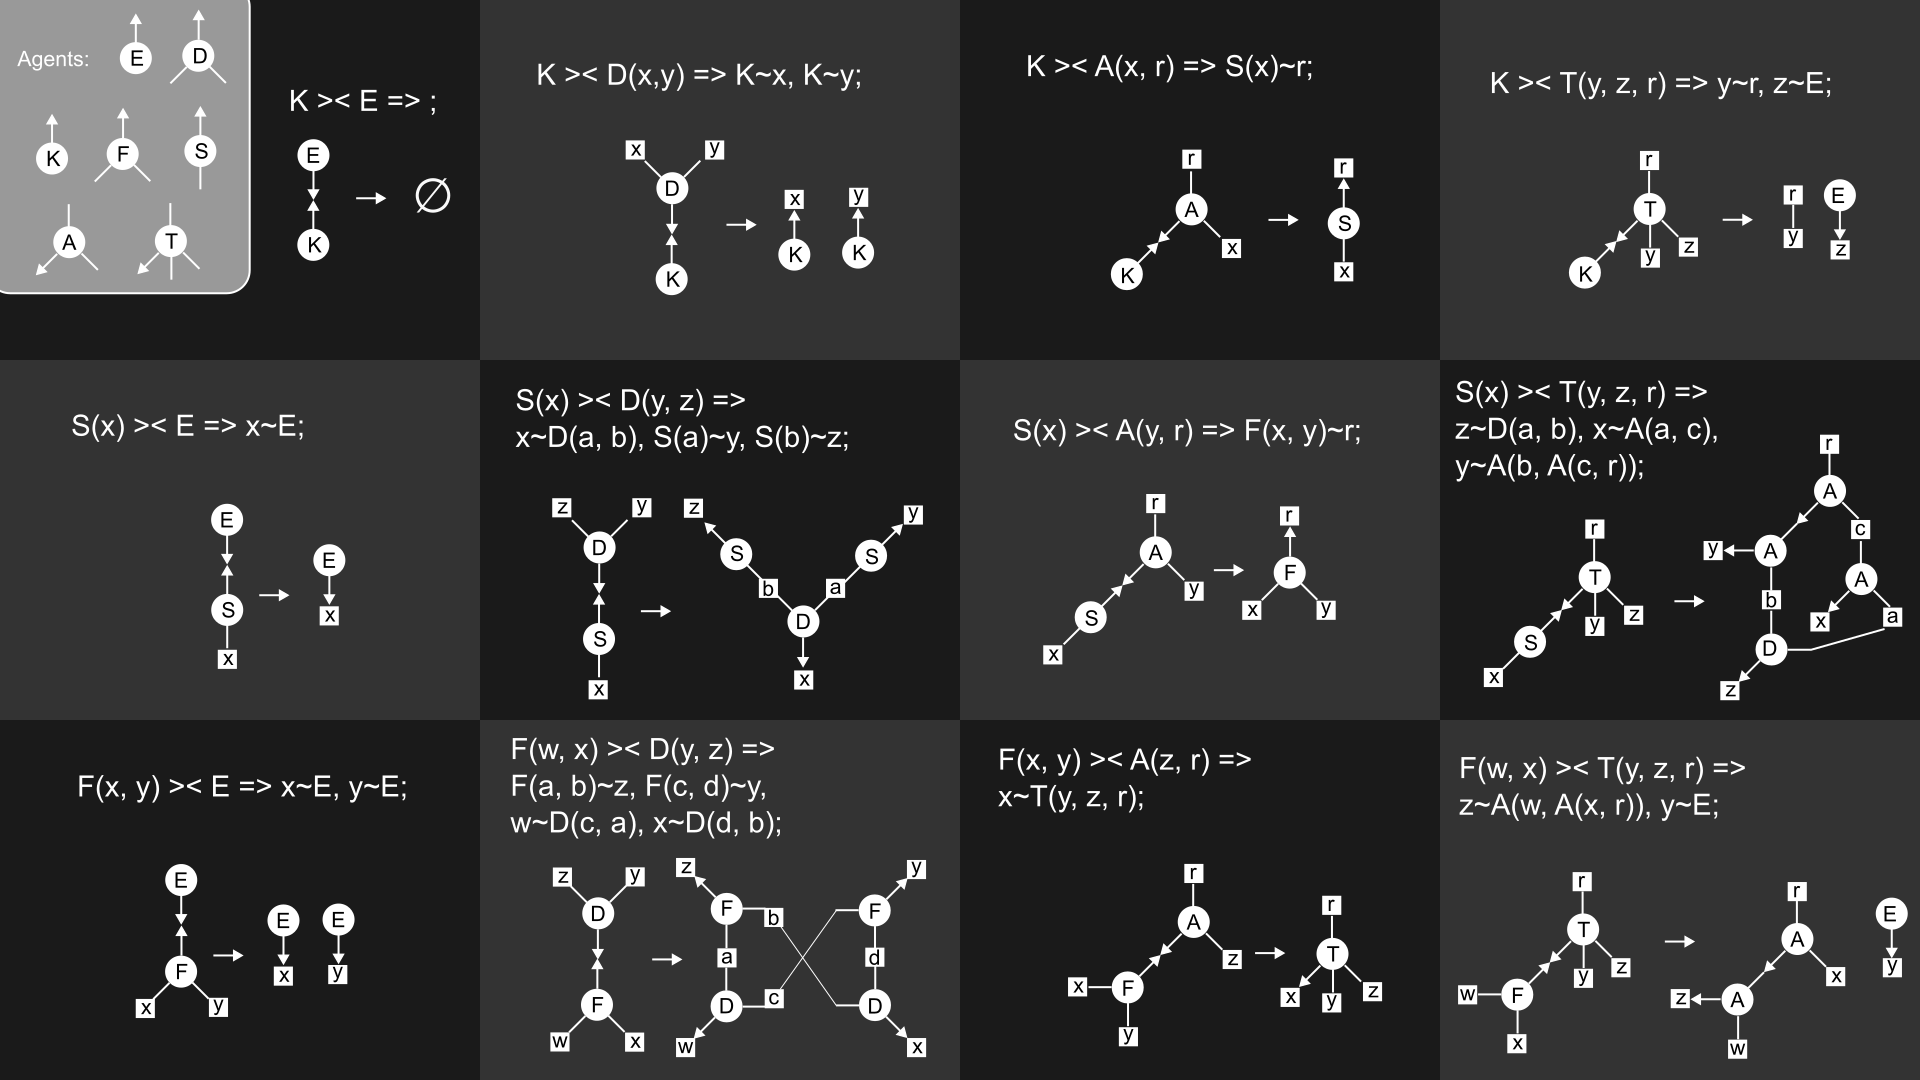 Agents:
E
D
K
F
S
A
T
K >< E => ;
E
K
∅
K >< D(x,y) => K~x, K~y;
x
y
D
K
x
y
K
K
K >< A(x, r) => S(x)~r;
r
A
x
K
r
S
x
K >< T(y, z, r) => y~r, z~E;
r
T
y
z
K
r
y
E
z
S(x) >< E => x~E;
E
S
x
E
x
S(x) >< D(y, z) =>
x~D(a, b), S(a)~y, S(b)~z;
z
y
D
S
x
z
y
S
S
b
a
D
x
S(x) >< A(y, r) => F(x, y)~r;
r
A
y
S
x
r
F
x
y
S(x) >< T(y, z, r) =>
z~D(a, b), x~A(a, c),
y~A(b, A(c, r));
r
T
y
z
S
x
r
A
c
y
A
A
b
x
a
D
z
F(x, y) >< E => x~E, y~E;
E
F
x
y
E
E
x
y
F(w, x) >< D(y, z) =>
F(a, b)~z, F(c, d)~y,
w~D(c, a), x~D(d, b);
z
y
D
F
w
x
z
y
F
b
F
a
d
D
c
D
w
x
F(x, y) >< A(z, r) =>
x~T(y, z, r);
r
A
z
x
F
y
r
T
x
y
z
F(w, x) >< T(y, z, r) =>
z~A(w, A(x, r)), y~E;
r
T
y
z
w
F
x
r
A
x
z
A
w
E
y